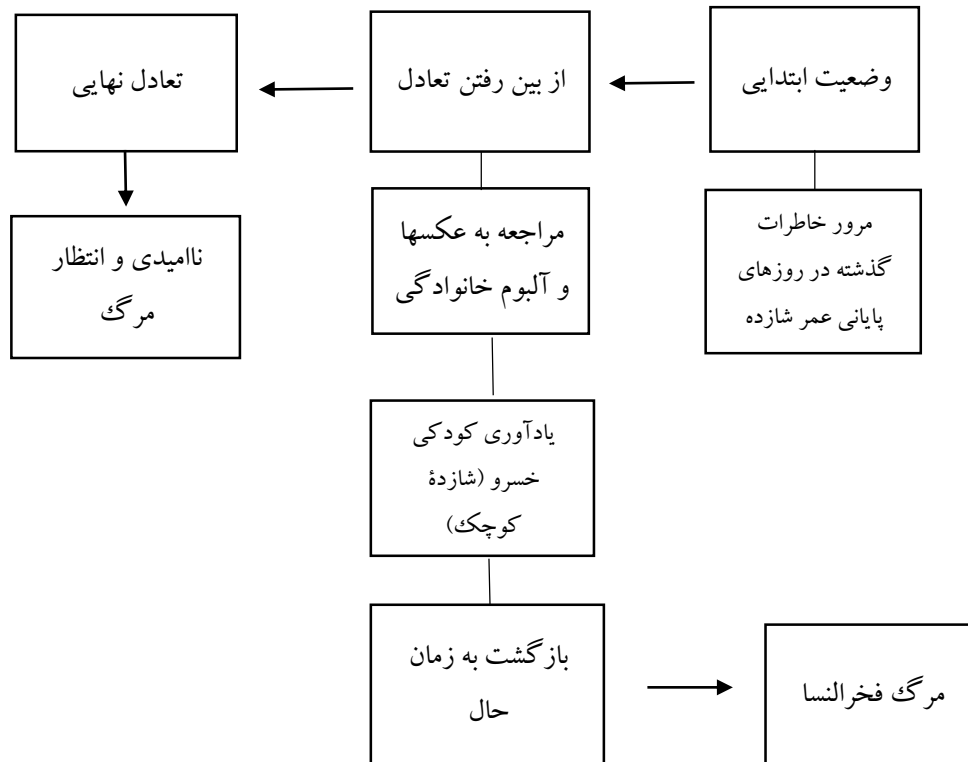 وضعیت ابتدایی
از بین رفتن تعادل
تعادل نهایی
مرور خاطرات
گذشته در روزهای
پایانی عمر شازده
مراجعه به عکسها
و آلبوم خانوادگی
ناامیدی و انتظار
مرگ
یادآوری کودکی
خسرو (شازدهٔ
کوچک)
بازگشت به زمان
حال
مرگ فخرالنسا